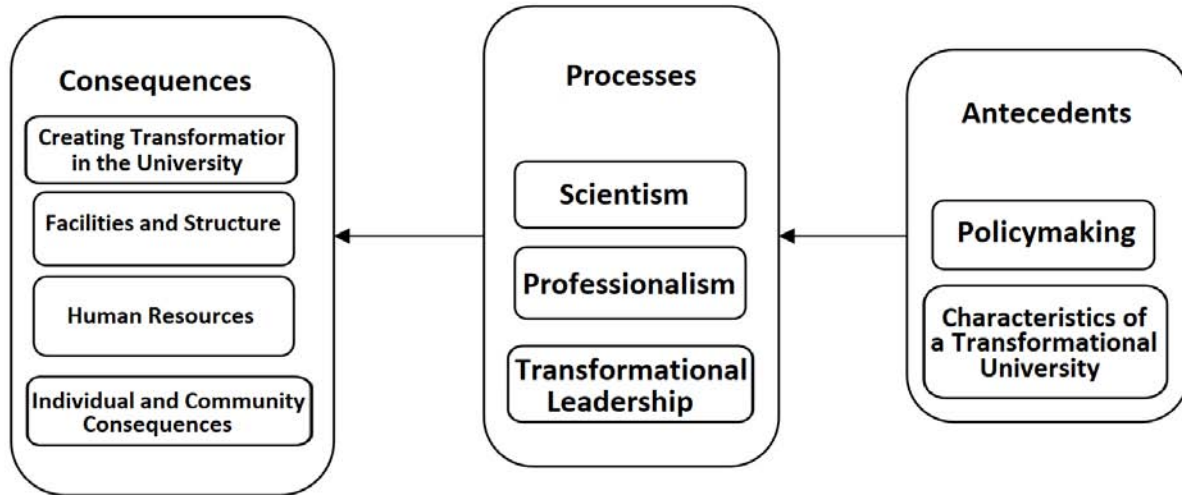 Consequences
Creating Transformation
in the University
Facilities and Structure
Human Resources
Individual and Community
Consequences
Processes
Scientism
Professionalism
Transformational
Leadership
Antecedents
Policymaking
Characteristics of
a Transformational
University